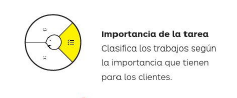 Importancia de la tarea
Clasifica los trabajos según
la importancia que tienen
para los clientes.